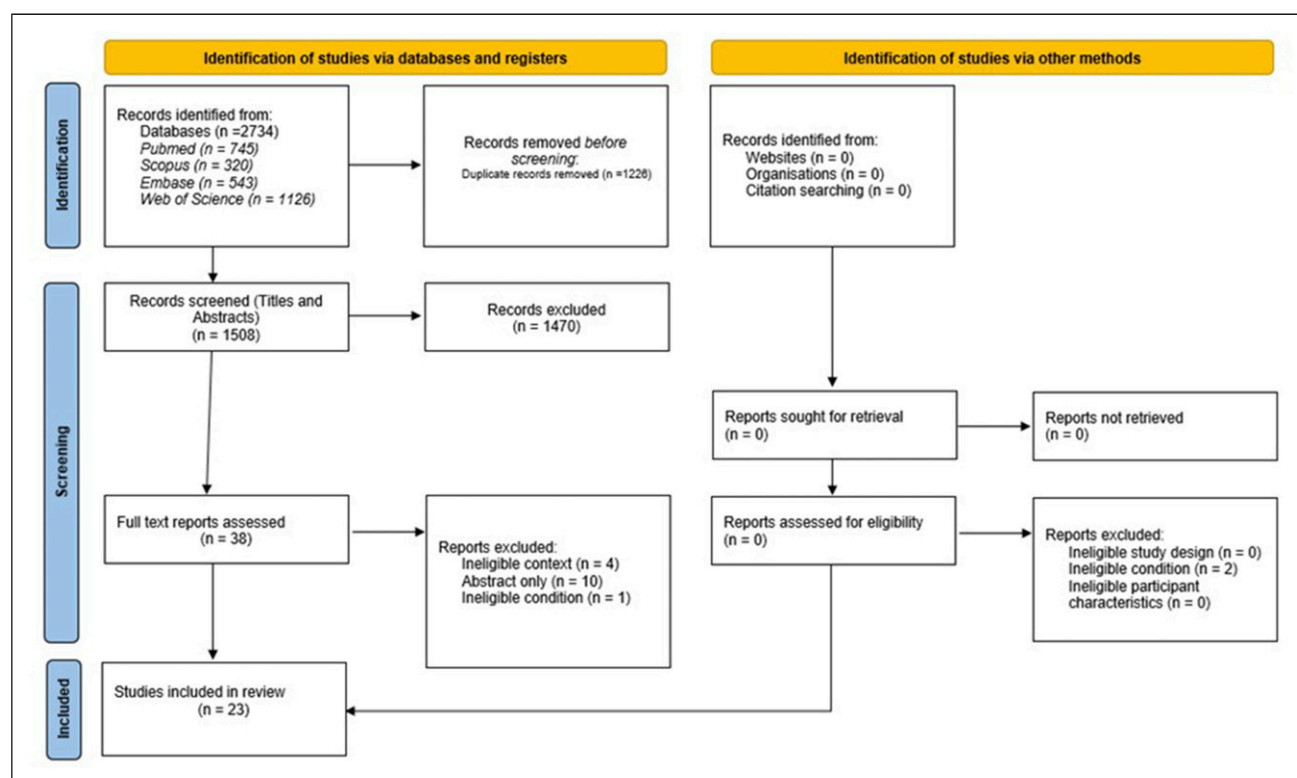 Identification of studies via databases and registers
Identification of studies via other methods
Identification
Records identified from:
Databases (n =2734)
Pubmed (n = 745)
Scopus (n = 320)
Embase (n = 543)
Web of Science (n = 1126)
Records removed before
screening:
Duplicate records removed (n =1226)
Records identified from:
Websites (n = 0)
Organisations (n = 0)
Citation searching (n = 0)
Screening
Records screened (Titles and
Abstracts)
(n = 1508)
Records excluded
(n = 1470)
Reports sought for retrieval
(n = 0)
Reports not retrieved
(n = 0)
Full text reports assessed
(n = 38)
Reports excluded:
Ineligible context (n = 4)
Abstract only (n = 10)
Ineligible condition (n = 1)
Reports assessed for eligibility
(n = 0)
Reports excluded:
Ineligible study design (n = 0)
Ineligible condition (n = 2)
Ineligible participant
characteristics (n = 0)
Included
Studies included in review
(n = 23)